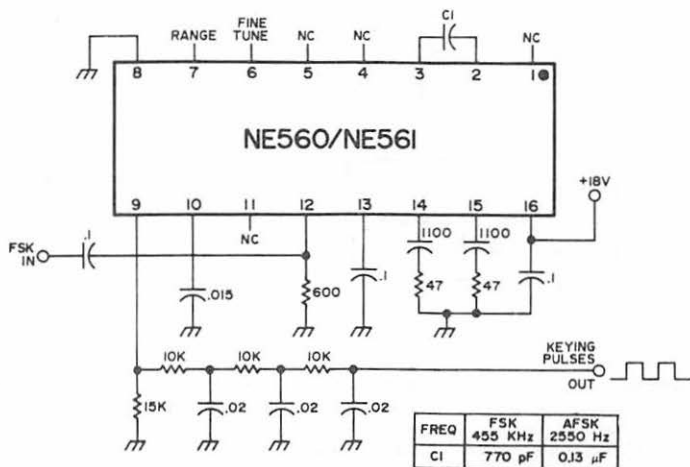 C1
RANGE
FINE
TUNE
NC
NC
NC
8 7 6 5 4 3 2 1
NE560/NE561
9 10 11 12 13 14 15 16
+18V
NC
1100
1100
FSK
IN
.1
.015
600
.1
47
47
.1
10K
10K
10K
KEYING
PULSES
OUT
15K
.02
.02
.02
FREQ FSK 455 KHz AFSK 2550 Hz
C1 770 pF 0.13 µF